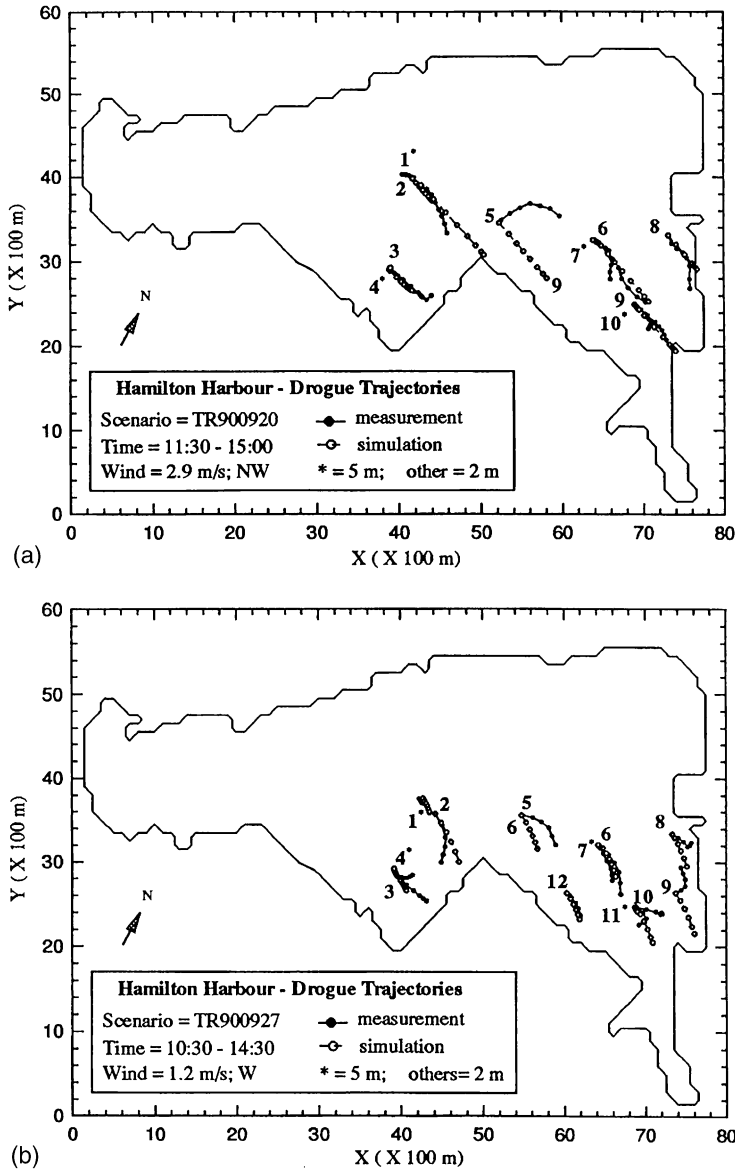 60
50
40
30
20
10
0
Y ( X 100 m)
1
2
3
4
5
9
6
7
8
9
10
N
Hamilton Harbour - Drogue Trajectories
Scenario = TR900920 measurement
Time = 11:30 - 15:00 simulation
Wind = 2.9 m/s; NW * = 5 m; other = 2 m
0 10 20 30 40 50 60 70 80
X ( X 100 m)
(a)
60
50
40
30
20
10
0
Y ( X 100 m)
1
2
4
3
5
6
12
7
6
8
9
11
10
N
Hamilton Harbour - Drogue Trajectories
Scenario = TR900927 measurement
Time = 10:30 - 14:30 simulation
Wind = 1.2 m/s; W * = 5 m; others= 2 m
0 10 20 30 40 50 60 70 80
X ( X 100 m)
(b)